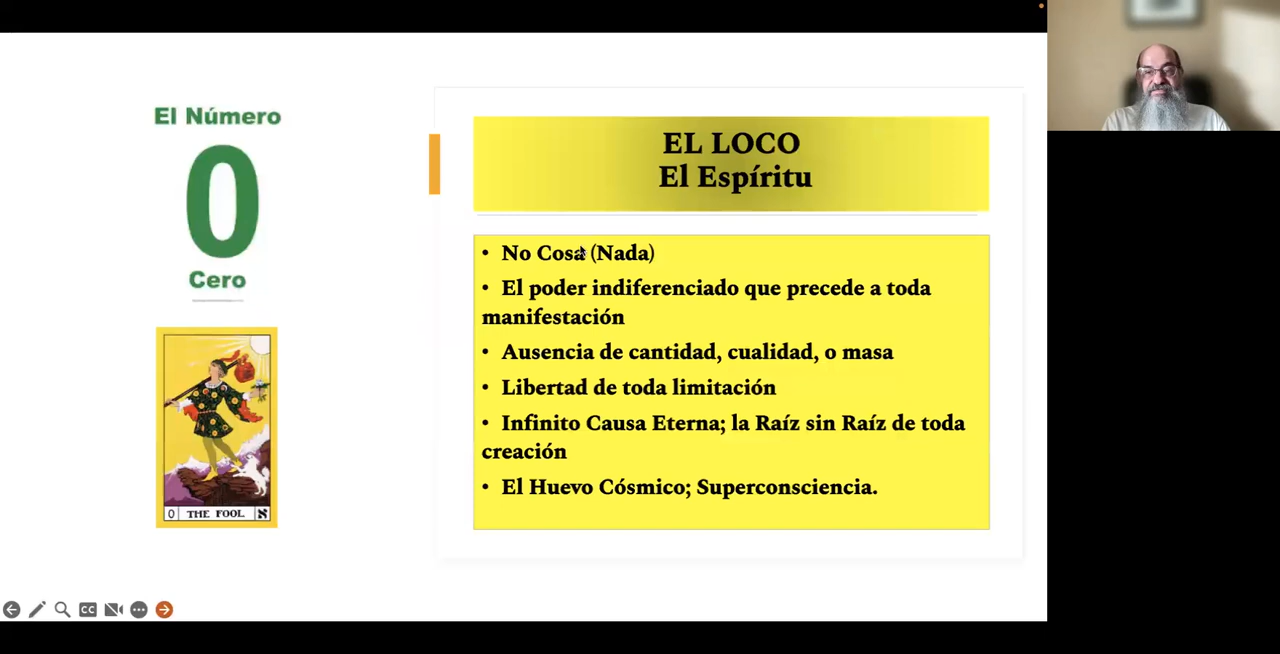 El Número
0
Cero
0 THE FOOL א
EL LOCO
El Espíritu
• No Cosa (Nada)
• El poder indiferenciado que precede a toda
manifestación
• Ausencia de cantidad, cualidad, o masa
• Libertad de toda limitación
• Infinito Causa Eterna; la Raíz sin Raíz de toda
creación
• El Huevo Cósmico; Superconsciencia.
CC